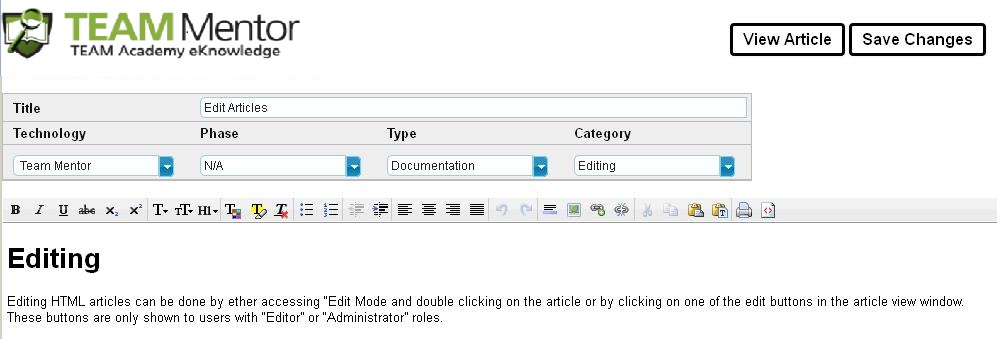 TEAM Mentor
TEAM Academy eKnowledge
View Article
Save Changes
Title
Edit Articles
Technology
Phase
Type
Category
Team Mentor
N/A
Documentation
Editing
B I U abc X₂ X² T TT H1 T T T
Editing
Editing HTML articles can be done by ether accessing "Edit Mode and double clicking on the article or by clicking on one of the edit buttons in the article view window.
These buttons are only shown to users with "Editor" or "Administrator" roles.